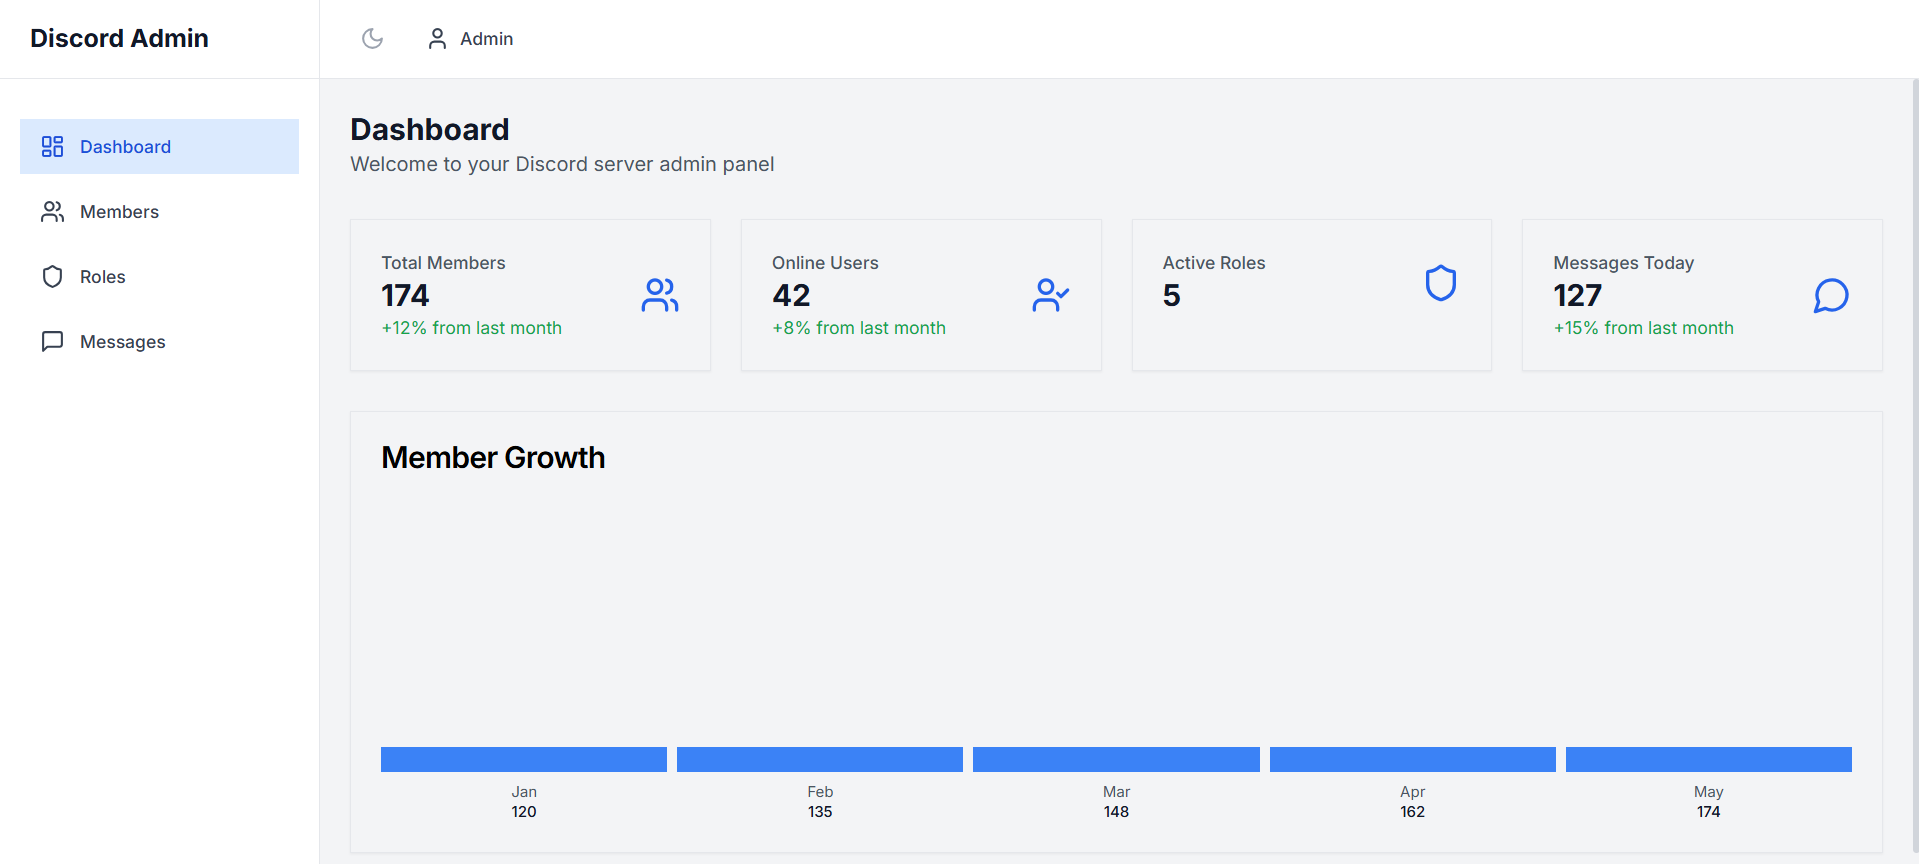 Discord Admin
Admin
Dashboard
Members
Roles
Messages
Dashboard
Welcome to your Discord server admin panel
Total Members
174
+12% from last month
Online Users
42
+8% from last month
Active Roles
5
Messages Today
127
+15% from last month
Member Growth
Jan
120
Feb
135
Mar
148
Apr
162
May
174